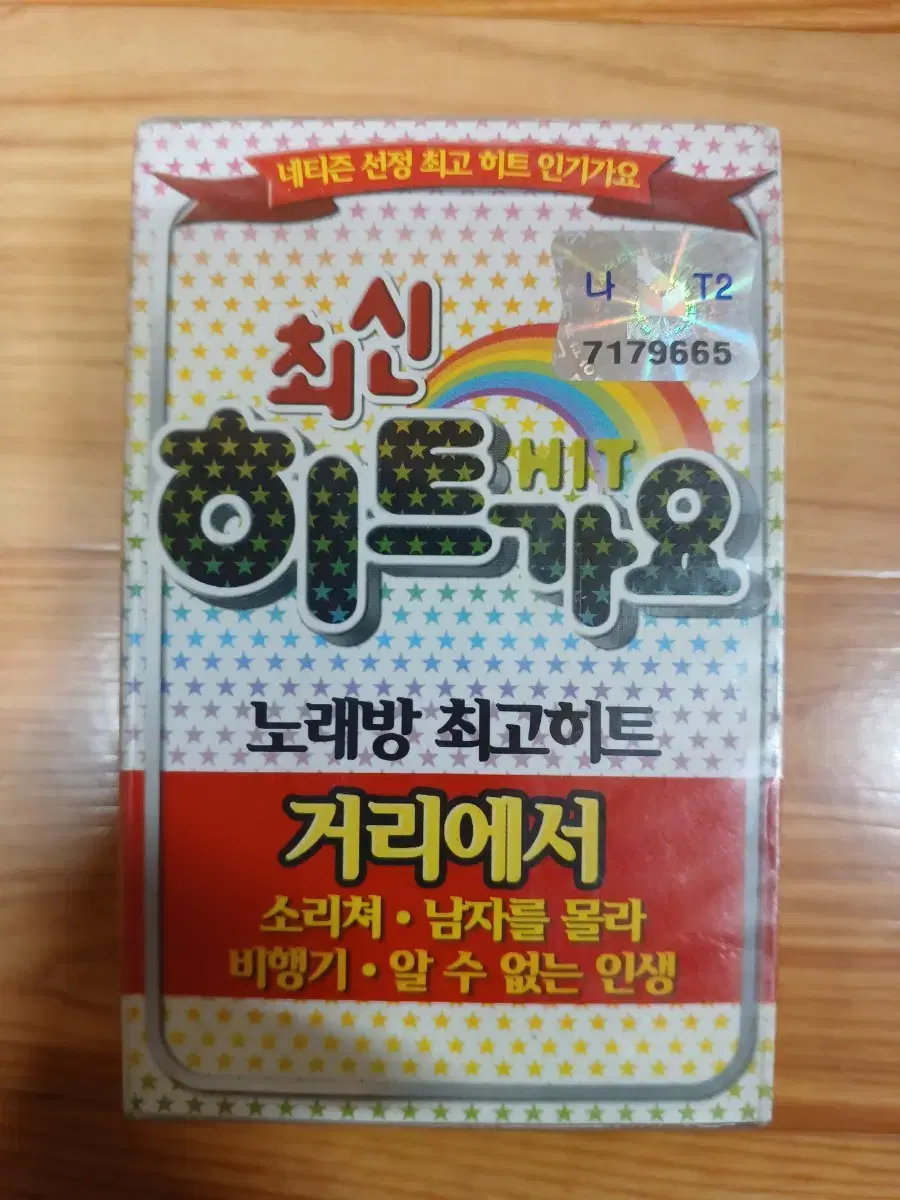 네티즌 선정 최고 히트 인기가요
나 T2
7179665
최신
히트가요
HIT
노래방 최고히트
거리에서
소리쳐 · 남자를 몰라
비행기 · 알 수 없는 인생